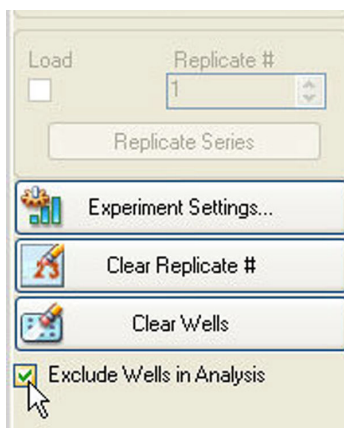 Load Replicate #
1
Replicate Series
Experiment Settings...
Clear Replicate #
Clear Wells
Exclude Wells in Analysis